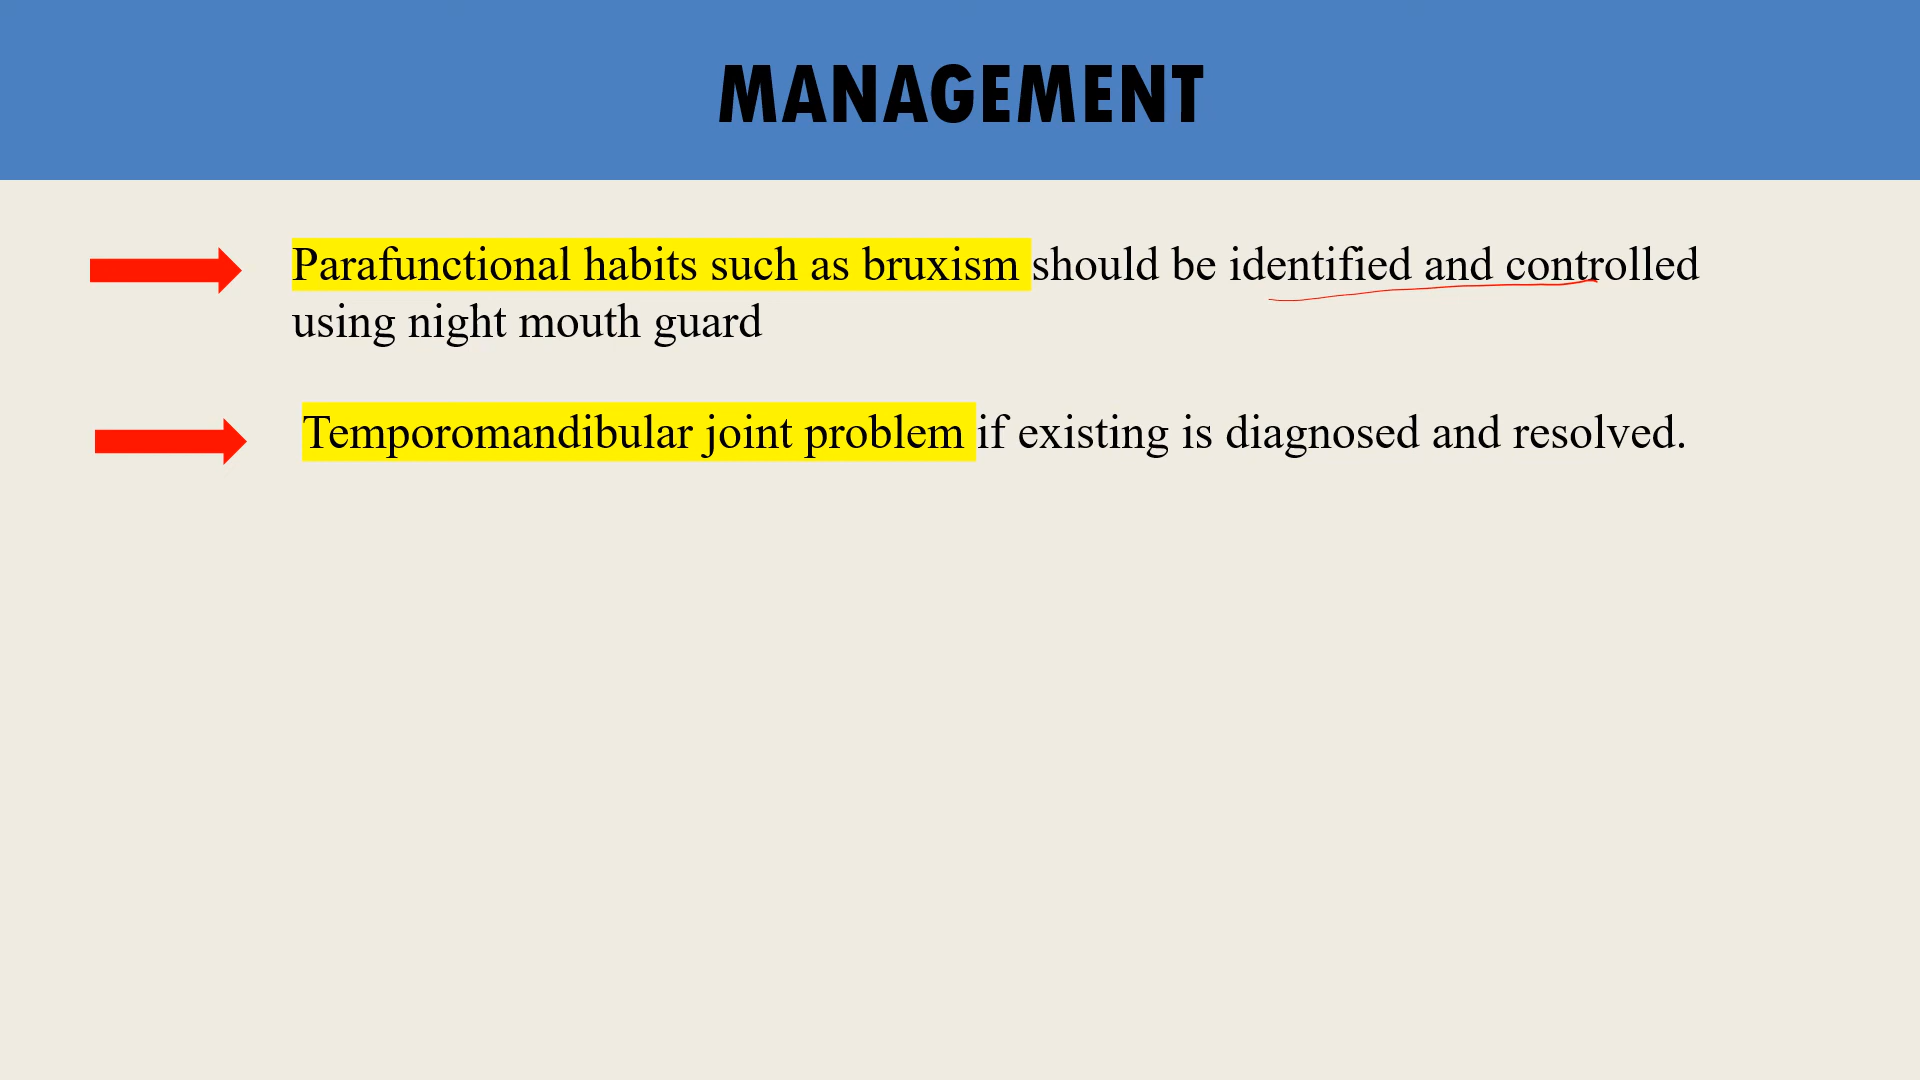 MANAGEMENT
Parafunctional habits such as bruxism should be identified and controlled
using night mouth guard
Temporomandibular joint problem if existing is diagnosed and resolved.